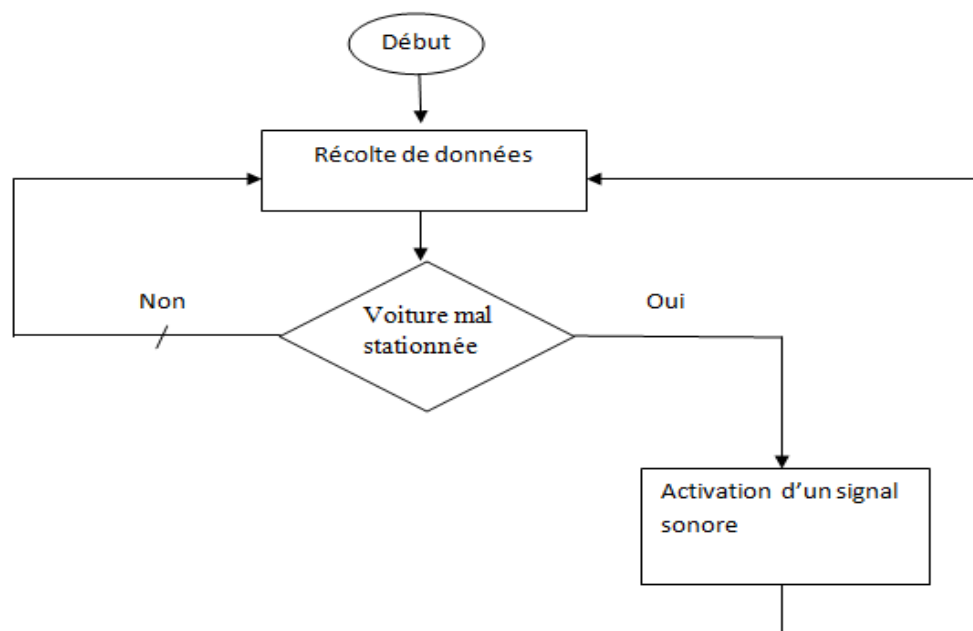 Début
Récolte de données
Non
Oui
Voiture mal
stationnée
Activation d’un signal
sonore